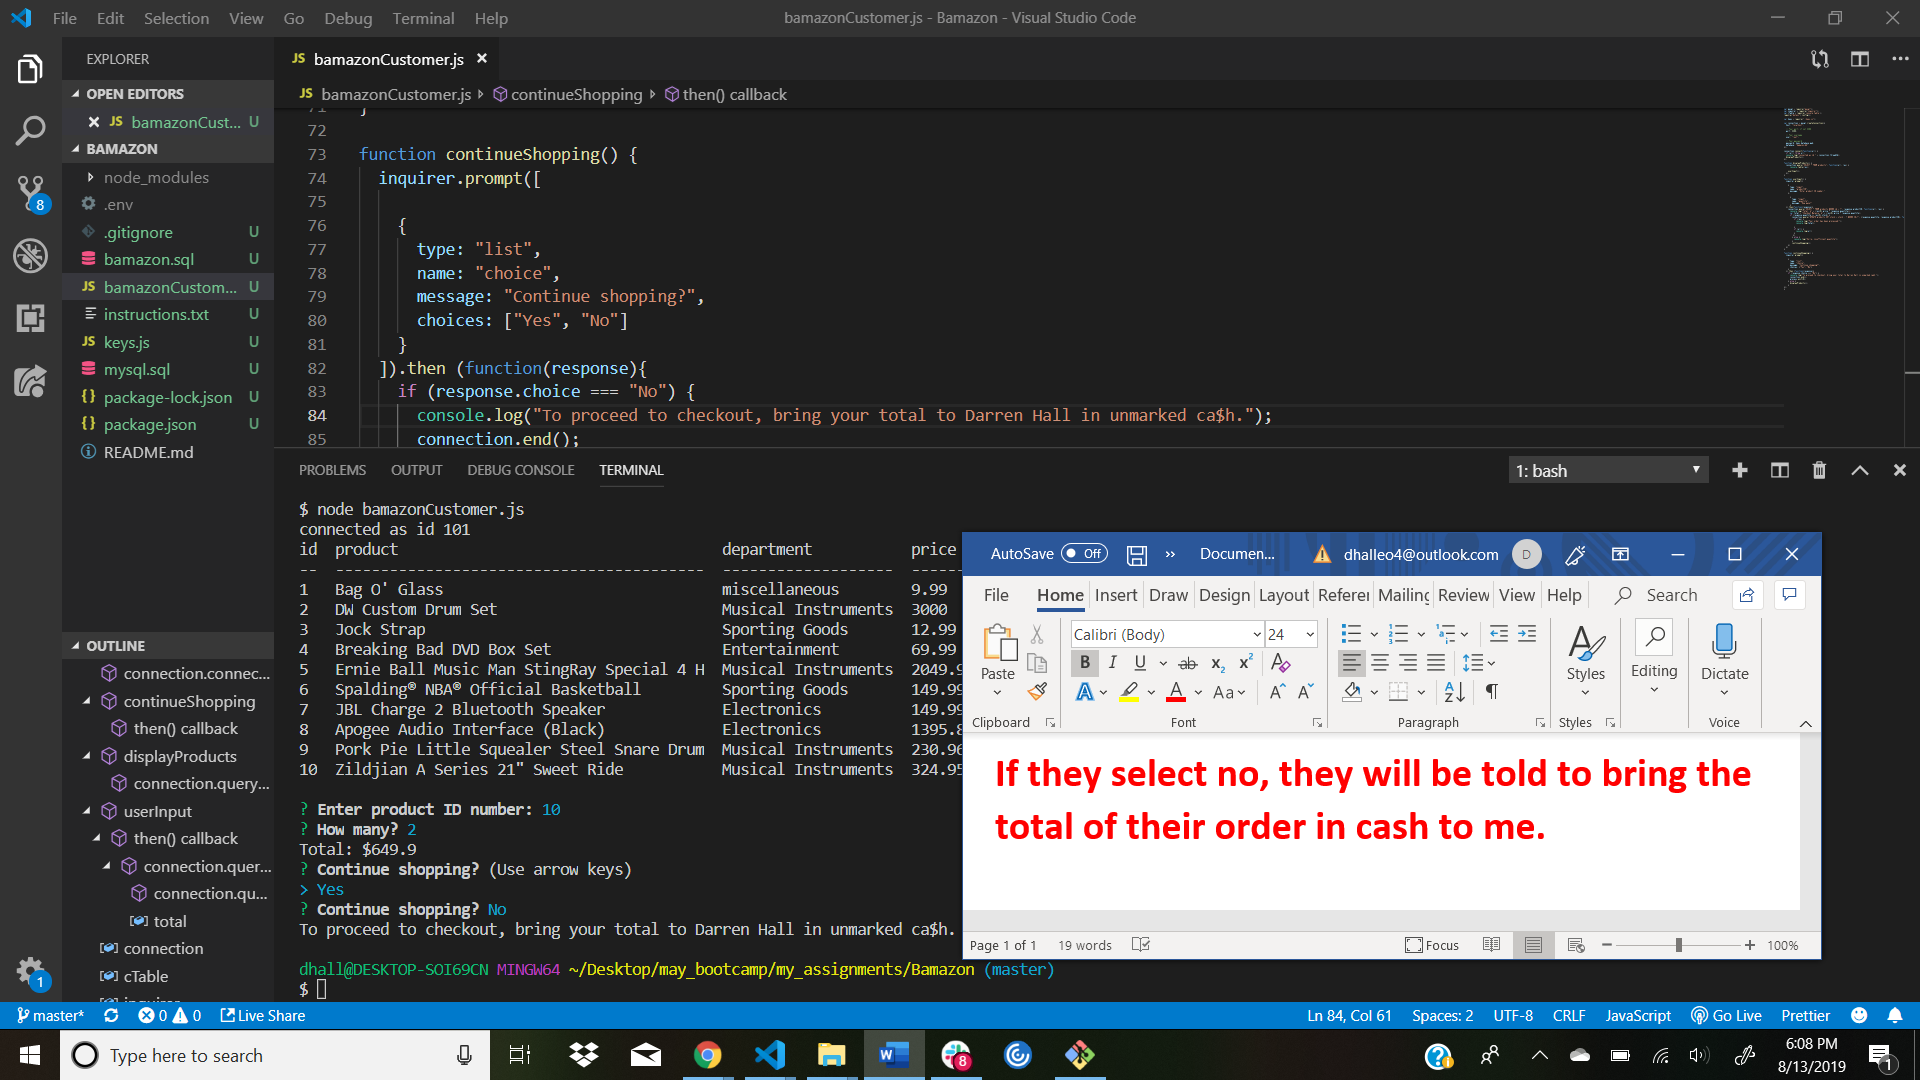 File Edit Selection View Go Debug Terminal Help
bamazonCustomer.js - Bamazon - Visual Studio Code
EXPLORER
OPEN EDITORS
JS bamazonCust... U
BAMAZON
node_modules
.env
.gitignore U
bamazon.sql U
JS bamazonCustom... U
instructions.txt U
JS keys.js U
mysql.sql U
{} package-lock.json U
{} package.json U
README.md
8
OUTLINE
connection.connec...
continueShopping
then() callback
displayProducts
connection.query...
userInput
then() callback
connection.quer...
connection.qu...
total
connection
cTable
1
JS bamazonCustomer.js
JS bamazonCustomer.js continueShopping then() callback
72
73 function continueShopping() {
74 inquirer.prompt([
75
76 {
77 type: "list",
78 name: "choice",
79 message: "Continue shopping?",
80 choices: ["Yes", "No"]
81 }
82 ]).then (function(response){
83 if (response.choice === "No") {
84 console.log("To proceed to checkout, bring your total to Darren Hall in unmarked ca$h.");
85 connection.end();
PROBLEMS OUTPUT DEBUG CONSOLE TERMINAL
1: bash
$ node bamazonCustomer.js
connected as id 101
id product department price
-- ----------------------------------------- ------------------- ------
1 Bag O' Glass miscellaneous 9.99
2 DW Custom Drum Set Musical Instruments 3000
3 Jock Strap Sporting Goods 12.99
4 Breaking Bad DVD Box Set Entertainment 69.99
5 Ernie Ball Music Man StingRay Special 4 H Musical Instruments 2049.9
6 Spalding® NBA® Official Basketball Sporting Goods 149.99
7 JBL Charge 2 Bluetooth Speaker Electronics 149.99
8 Apogee Audio Interface (Black) Electronics 1395.8
9 Pork Pie Little Squealer Steel Snare Drum Musical Instruments 230.96
10 Zildjian A Series 21" Sweet Ride Musical Instruments 324.95
? Enter product ID number: 10
? How many? 2
Total: $649.9
? Continue shopping? (Use arrow keys)
> Yes
? Continue shopping? No
To proceed to checkout, bring your total to Darren Hall in unmarked ca$h.
dhall@DESKTOP-SOI69CN MINGW64 ~/Desktop/may_bootcamp/my_assignments/Bamazon (master)
$
AutoSave Off Documen... dhalleo4@outlook.com D
File Home Insert Draw Design Layout Referen Mailing Review View Help Search
Paste
Calibri (Body) 24
B I U ab x₂ x² A
A A Aa A A
Styles Editing Dictate
Clipboard Font Paragraph Styles Voice
If they select no, they will be told to bring the
total of their order in cash to me.
Page 1 of 1 19 words Focus 100%
master* 0 0 Live Share
Ln 84, Col 61 Spaces: 2 UTF-8 CRLF JavaScript Go Live Prettier
Type here to search
8
6:08 PM
8/13/2019
1